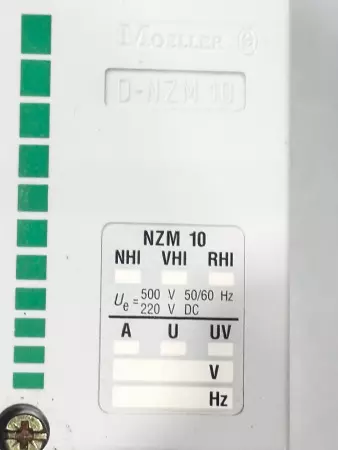 MOELLER
D-NZM 10
NZM 10
NHI VHI RHI
Ue = 500 V 50/60 Hz
220 V DC
A U UV
V
Hz